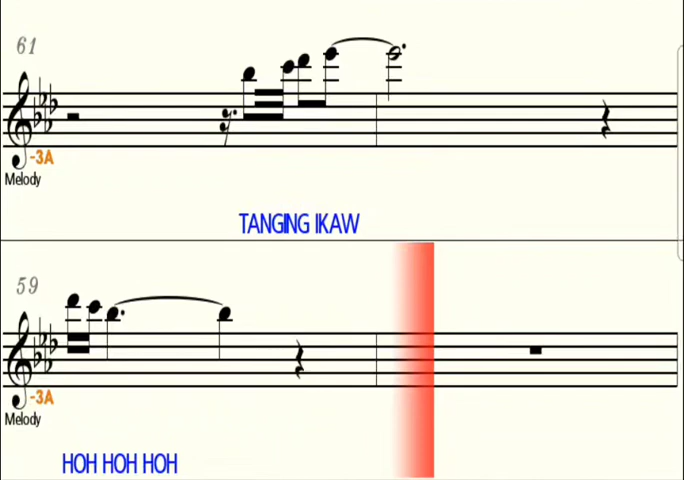 61
-3A
Melody
TANGING IKAW
59
-3A
Melody
HOH HOH HOH